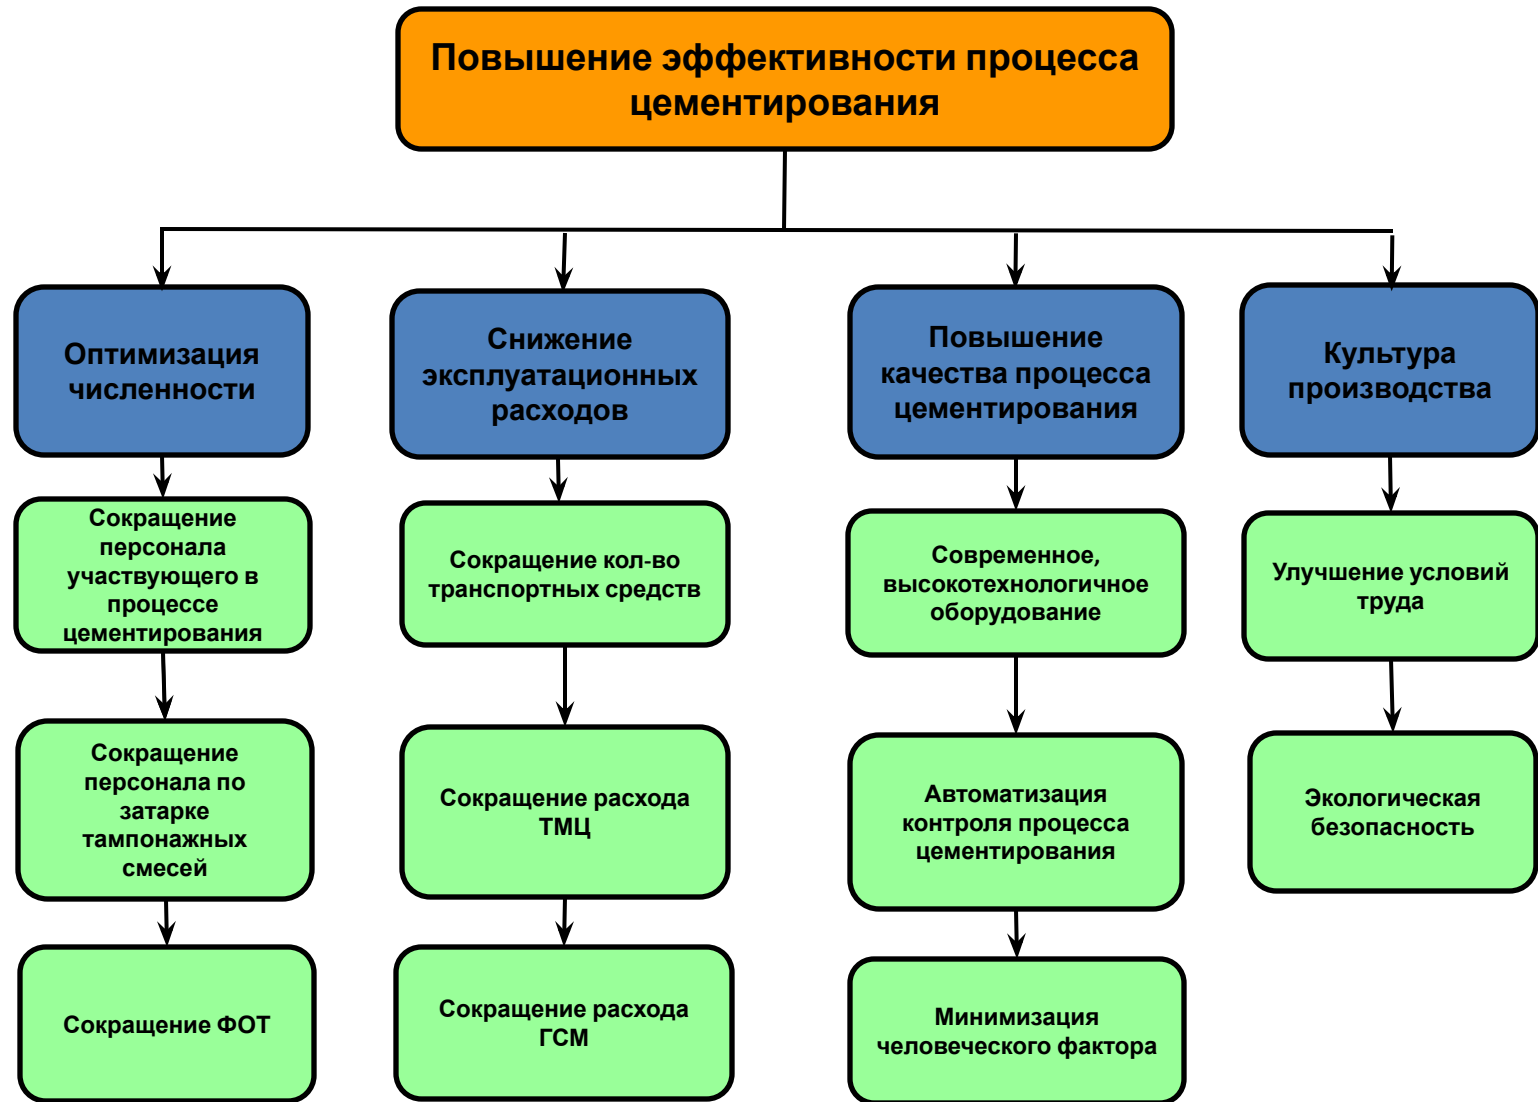 Повышение эффективности процесса
цементирования
Оптимизация
численности
Снижение
эксплуатационных
расходов
Повышение
качества процесса
цементирования
Культура
производства
Сокращение
персонала
участвующего в
процессе
цементирования
Сокращение кол-во
транспортных средств
Современное,
высокотехнологичное
оборудование
Улучшение условий
труда
Сокращение
персонала по
затарке
тампонажных
смесей
Сокращение расхода
ТМЦ
Автоматизация
контроля процесса
цементирования
Экологическая
безопасность
Сокращение ФОТ
Сокращение расхода
ГСМ
Минимизация
человеческого фактора